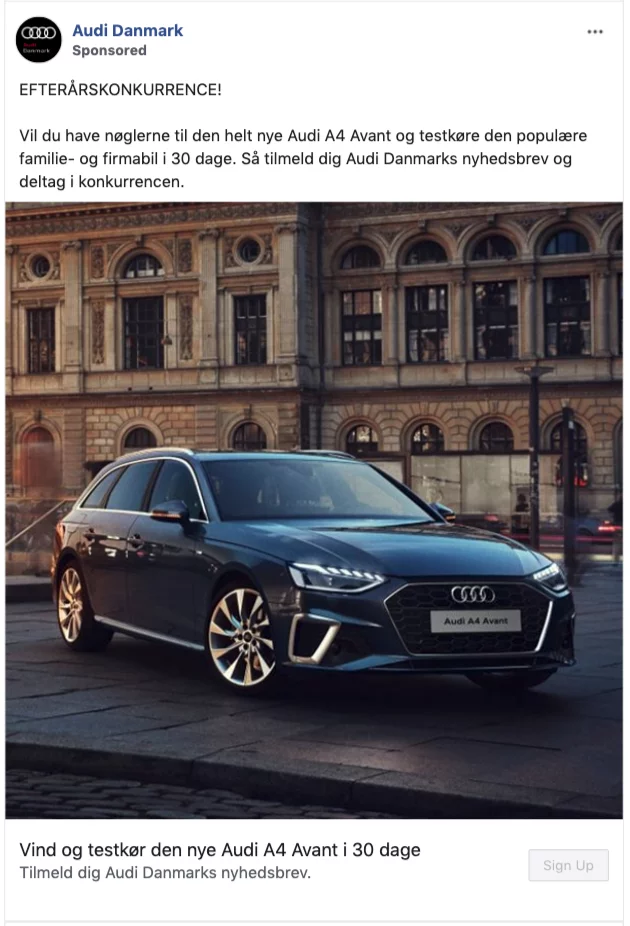 Audi Danmark
Sponsored
EFTERÅRSKONKURRENCE!
Vil du have nøglerne til den helt nye Audi A4 Avant og testkøre den populære
familie- og firmabil i 30 dage. Så tilmeld dig Audi Danmarks nyhedsbrev og
deltag i konkurrencen.
Audi A4 Avant
Vind og testkør den nye Audi A4 Avant i 30 dage
Tilmeld dig Audi Danmarks nyhedsbrev.
Sign Up